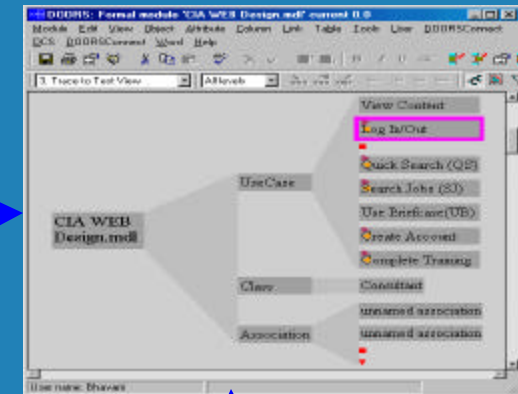 DOORS: Formal module 'CIA WEB Design.mdl' current 0.0
Module Edit View Object Attribute Column Link Table Tools User DOORSConnect
DCS DOORSConnect Word Help
3. Trace to Test View All levels
View Content
Log In/Out
Quick Search (QS)
UseCase
Search Jobs (SJ)
Use Briefcase(UB)
CIA WEB
Design.mdl
Create Account
Complete Training
Class
Consultant
unnamed association
Association
unnamed association
User name: Bhavani